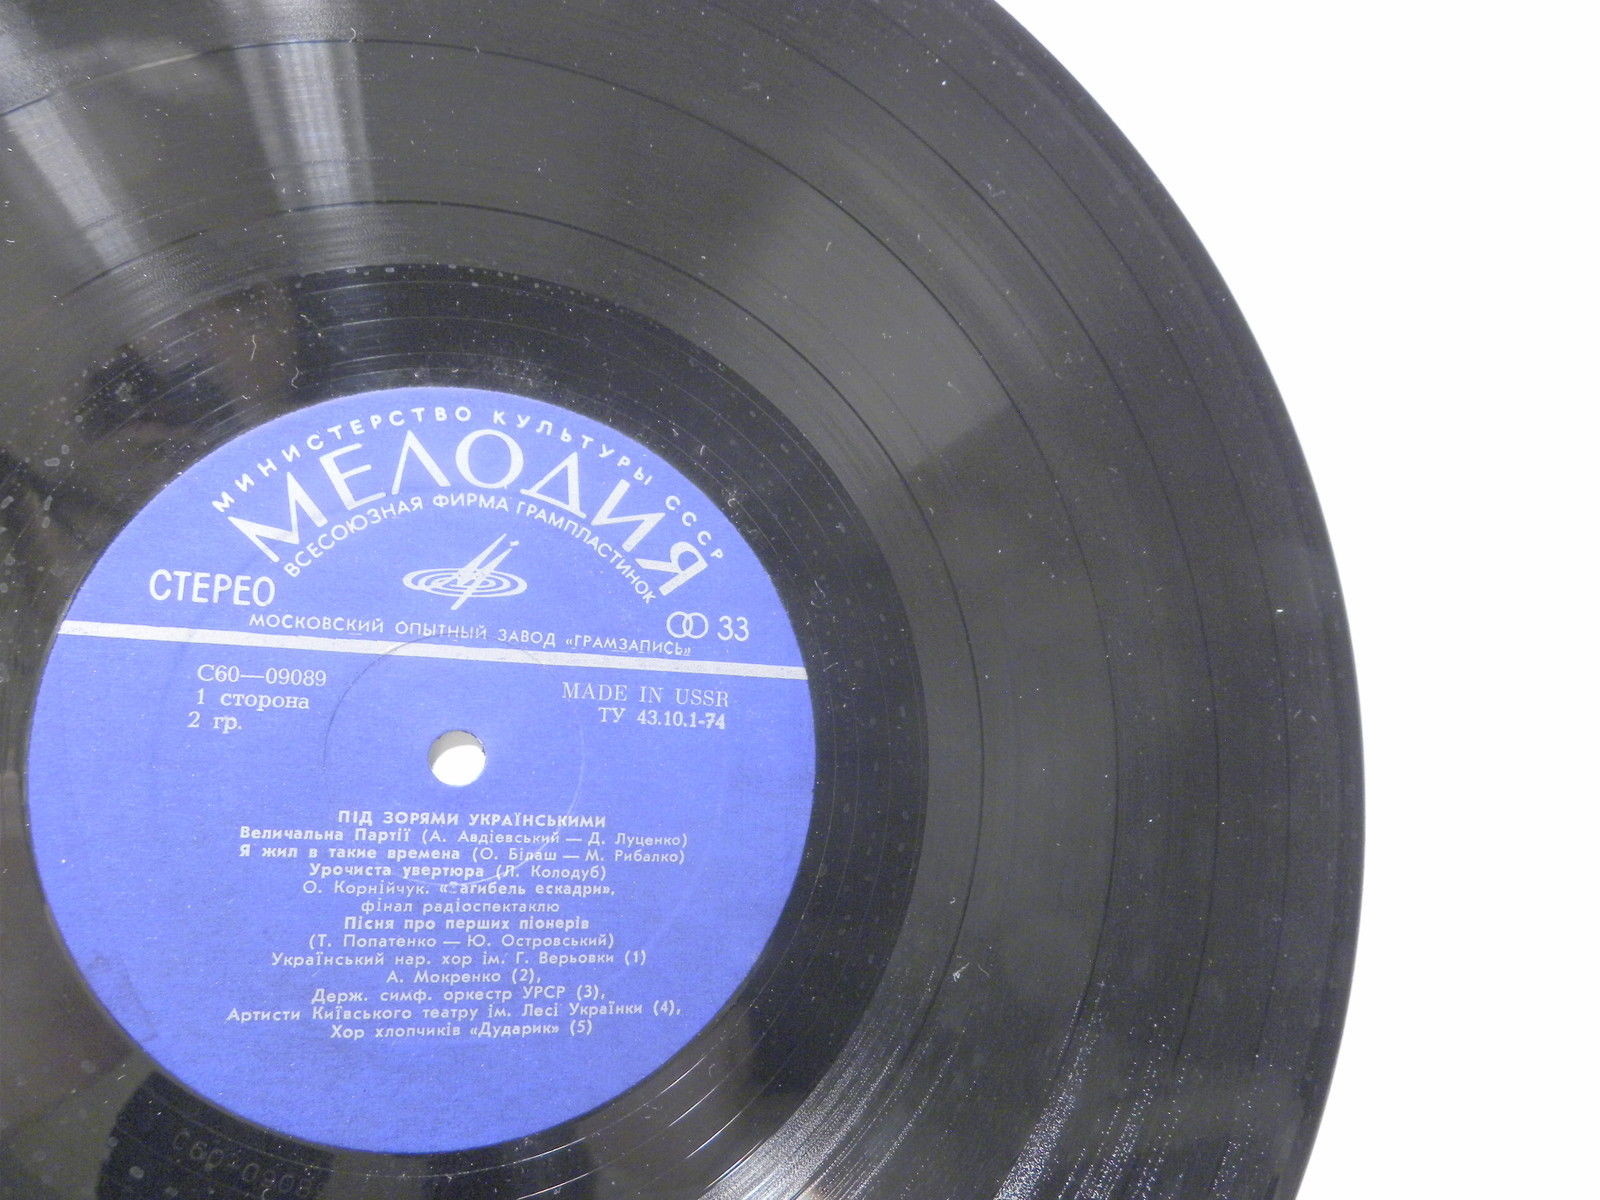 МИНИСТЕРСТВО КУЛЬТУРЫ СССР
МЕЛОДИЯ
ВСЕСОЮЗНАЯ ФИРМА ГРАМПЛАСТИНОК
СТЕРЕО
33
МОСКОВСКИЙ ОПЫТНЫЙ ЗАВОД «ГРАМЗАПИСЬ»
С60—09089
1 сторона
2 гр.
MADE IN USSR
ТУ 43.10.1-74
ПІД ЗОРЯМИ УКРАЇНСЬКИМИ
Величальна Партії (А. Авдієвський — Д. Луценко)
Я жил в такие времена (О. Білаш — М. Рибалко)
Урочиста увертюра (Л. Колодуб)
О. Корнійчук. «Загибель ескадри»,
фінал радіоспектаклю
Пісня про перших піонерів
(Т. Попатенко — Ю. Островський)
Український нар. хор ім. Г. Верьовки (1)
А. Мокренко (2),
Держ. симф. оркестр УРСР (3),
Артисти Київського театру ім. Лесі Українки (4),
Хор хлопчиків «Дударик» (5)